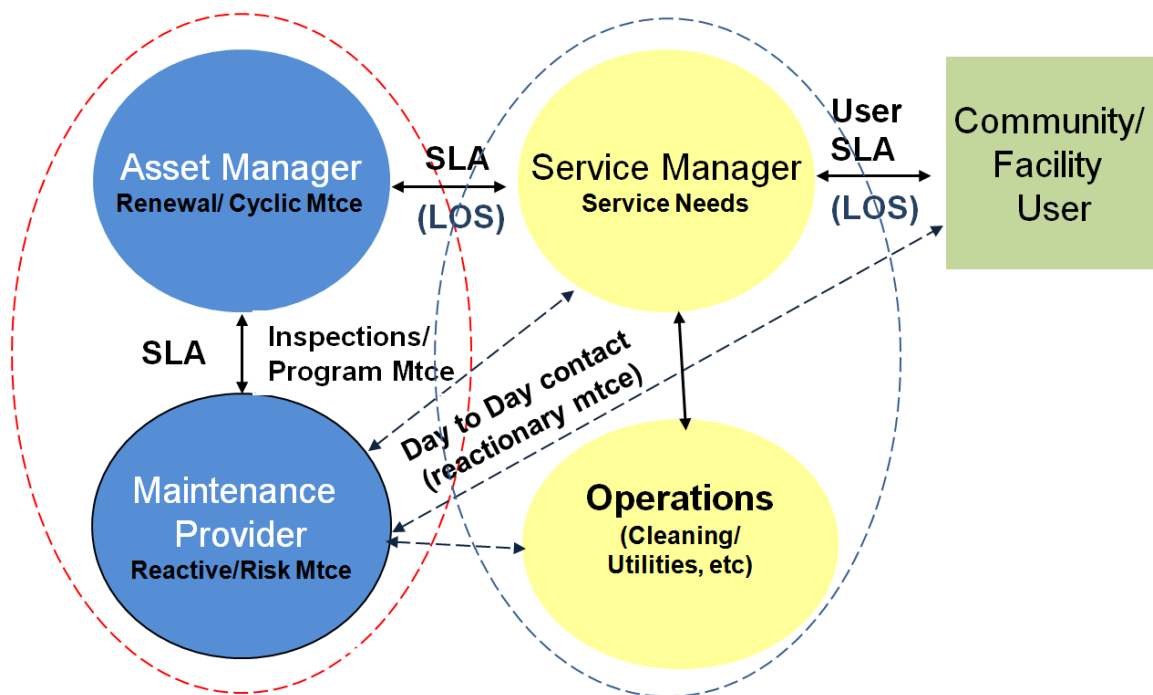 Asset Manager
Renewal/ Cyclic Mtce
SLA
(LOS)
Service Manager
Service Needs
User
SLA
(LOS)
Community/
Facility
User
SLA
Inspections/
Program Mtce
Day to Day contact
(reactionary mtce)
Maintenance
Provider
Reactive/Risk Mtce
Operations
(Cleaning/
Utilities, etc)